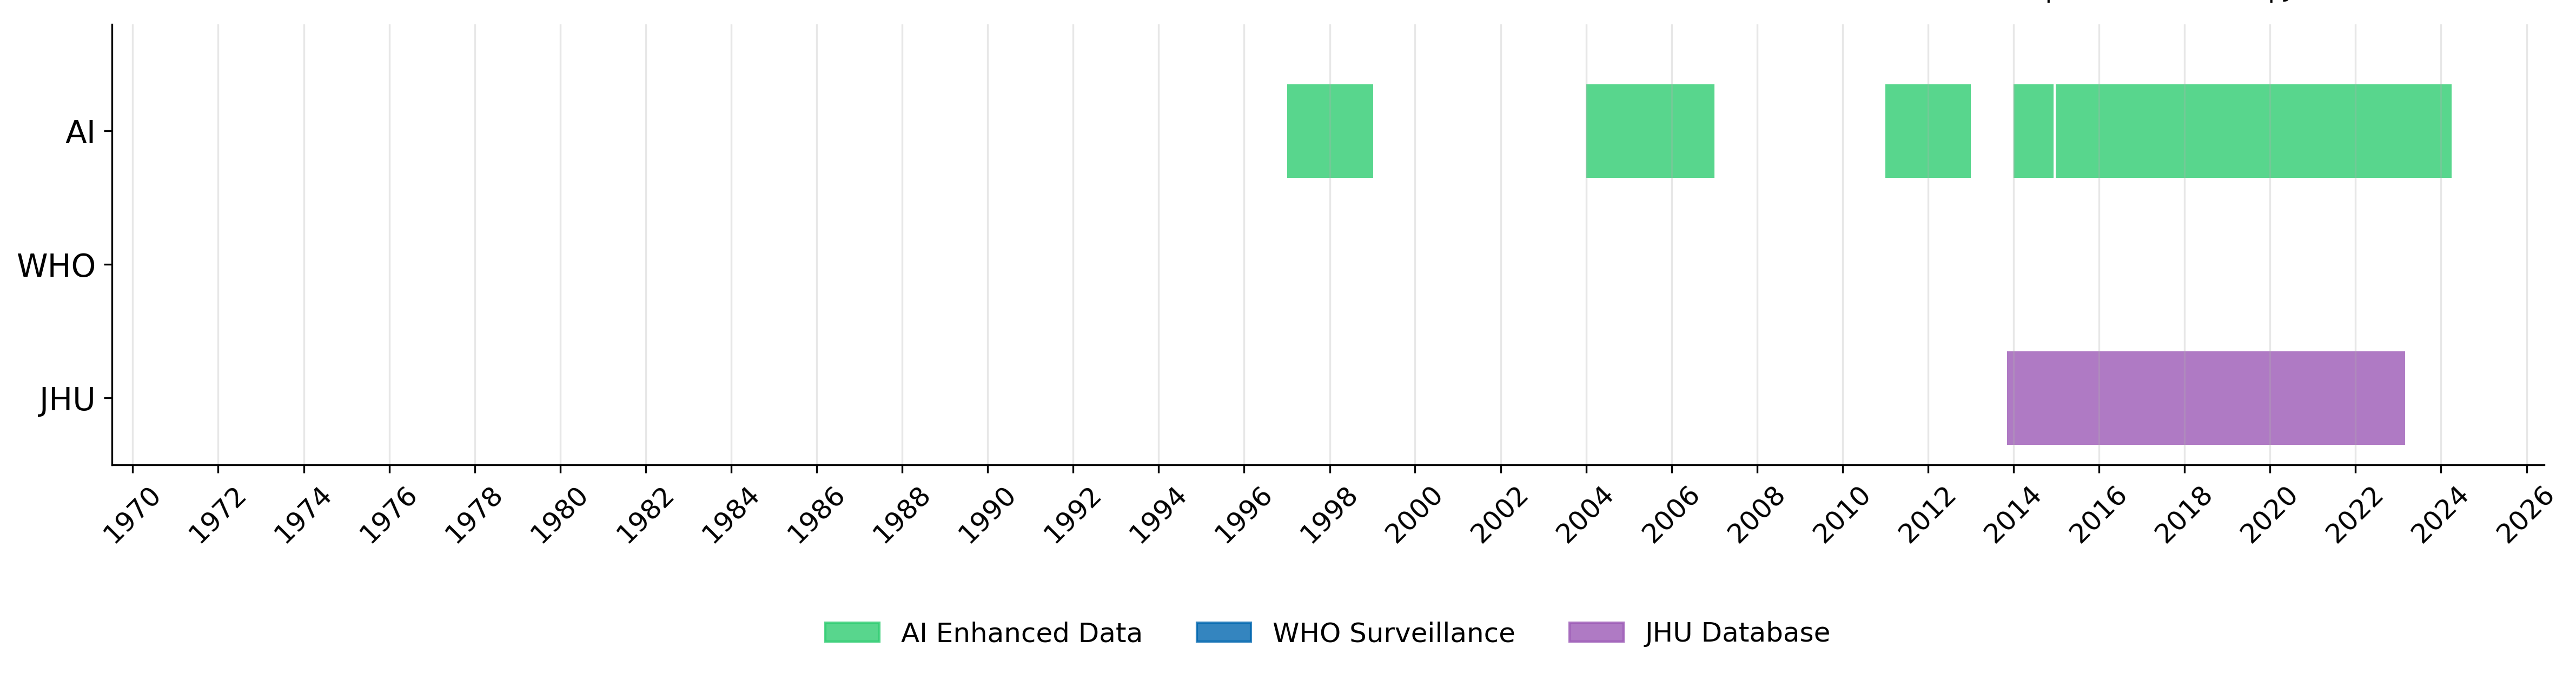 AI
WHO
JHU
1970 1972 1974 1976 1978 1980 1982 1984 1986 1988 1990 1992 1994 1996 1998 2000 2002 2004 2006 2008 2010 2012 2014 2016 2018 2020 2022 2024 2026
AI Enhanced Data WHO Surveillance JHU Database